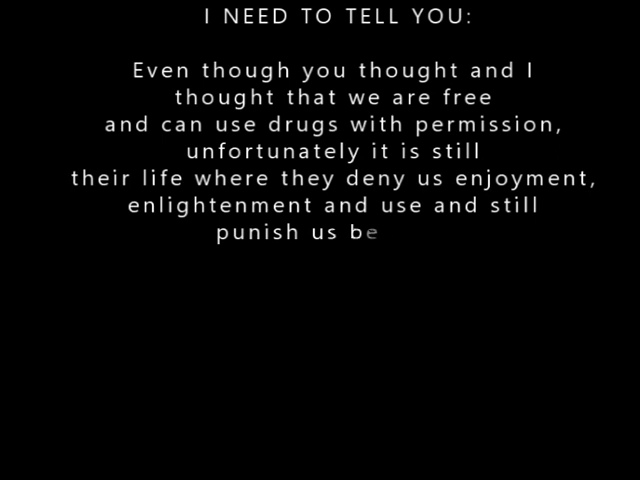 I NEED TO TELL YOU:
Even though you thought and I
thought that we are free
and can use drugs with permission,
unfortunately it is still
their life where they deny us enjoyment,
enlightenment and use and still
punish us be